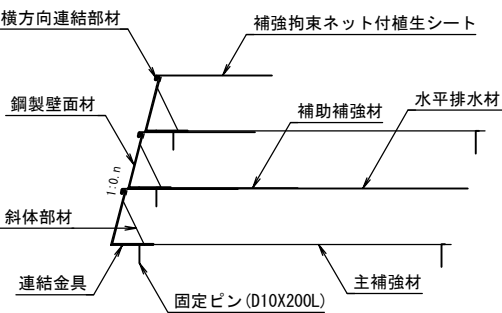 横方向連結部材
補強拘束ネット付植生シート
鋼製壁面材
補助補強材
水平排水材
1:0.n
斜体部材
連結金具
主補強材
固定ピン(D10X200L)